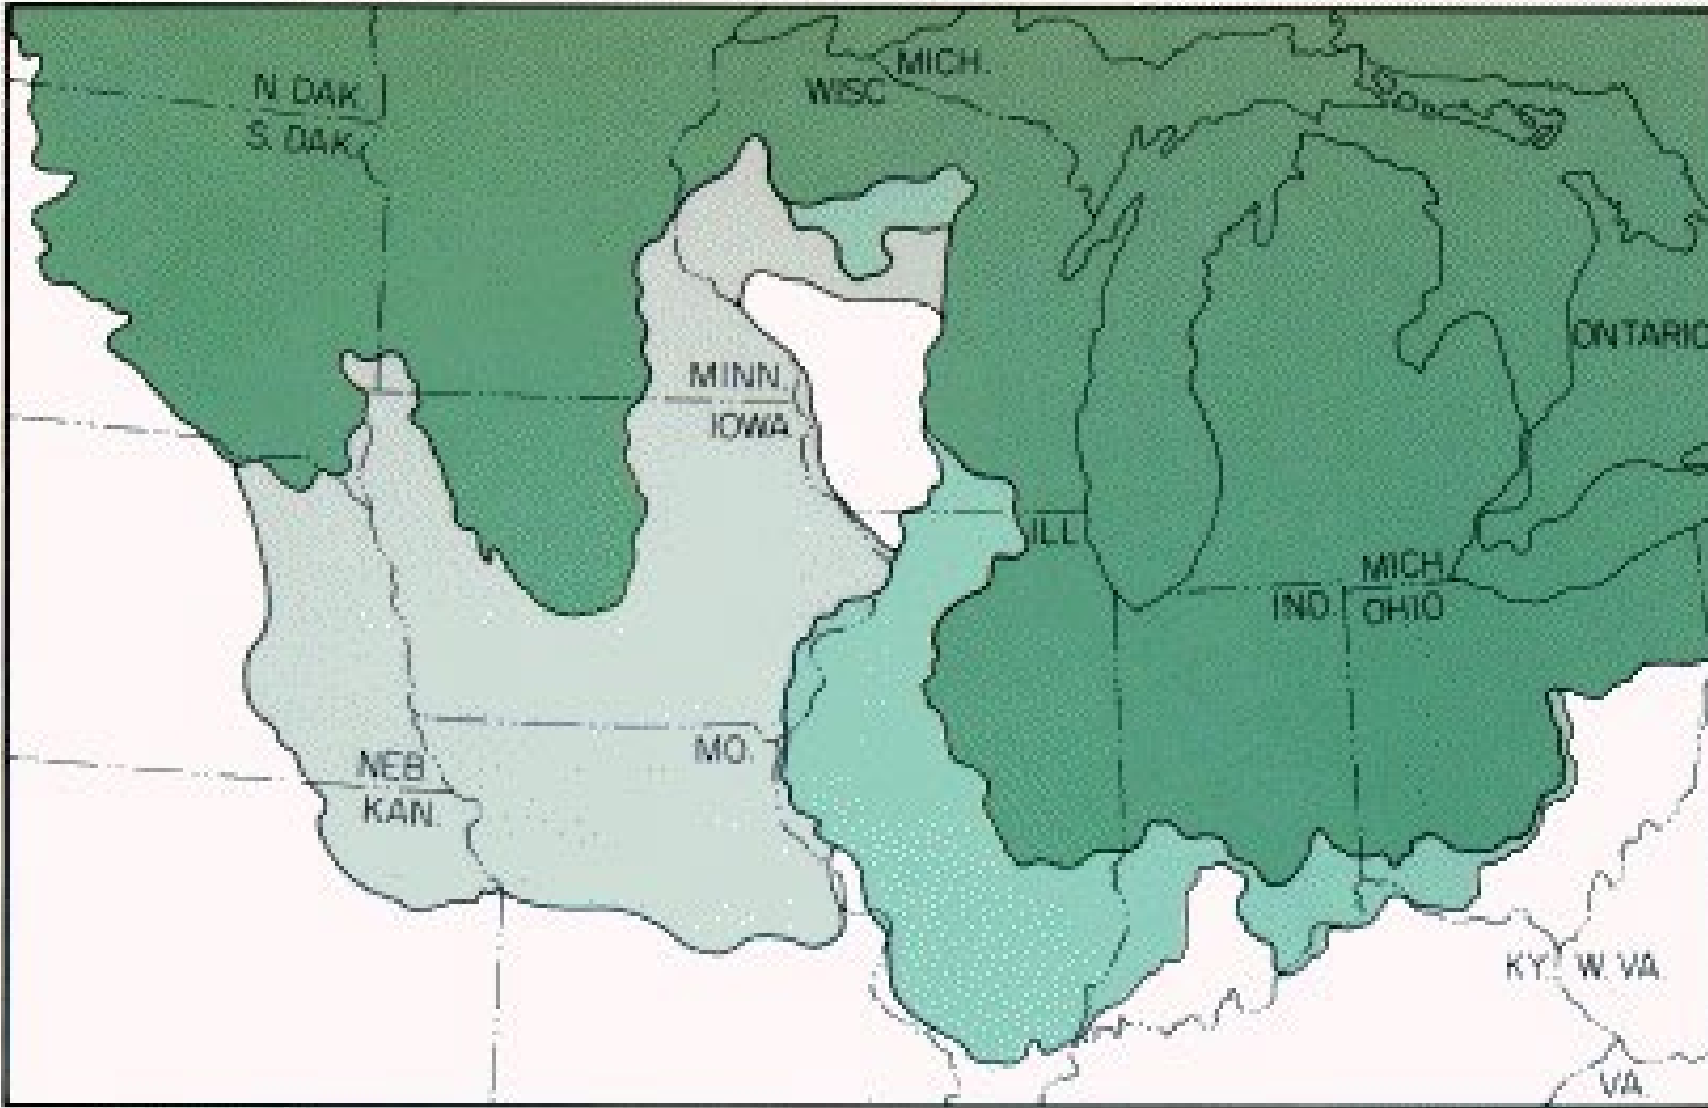 MICH.
WISC
N. DAK.
S. DAK.
ONTARIO
MINN.
IOWA
ILL
MICH.
IND.
OHIO
MO.
NEB
KAN.
KY.
W. VA.
VA.